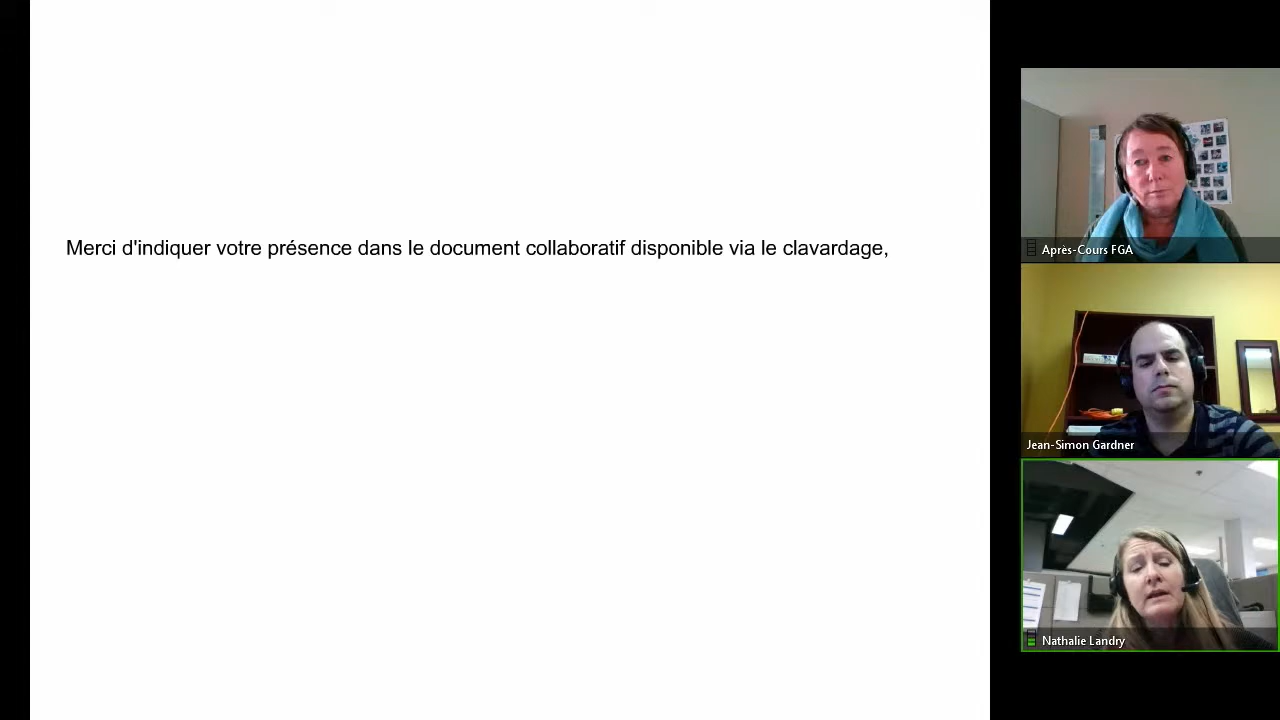 Merci d'indiquer votre présence dans le document collaboratif disponible via le clavardage,
Après-Cours FGA
Jean-Simon Gardner
Nathalie Landry